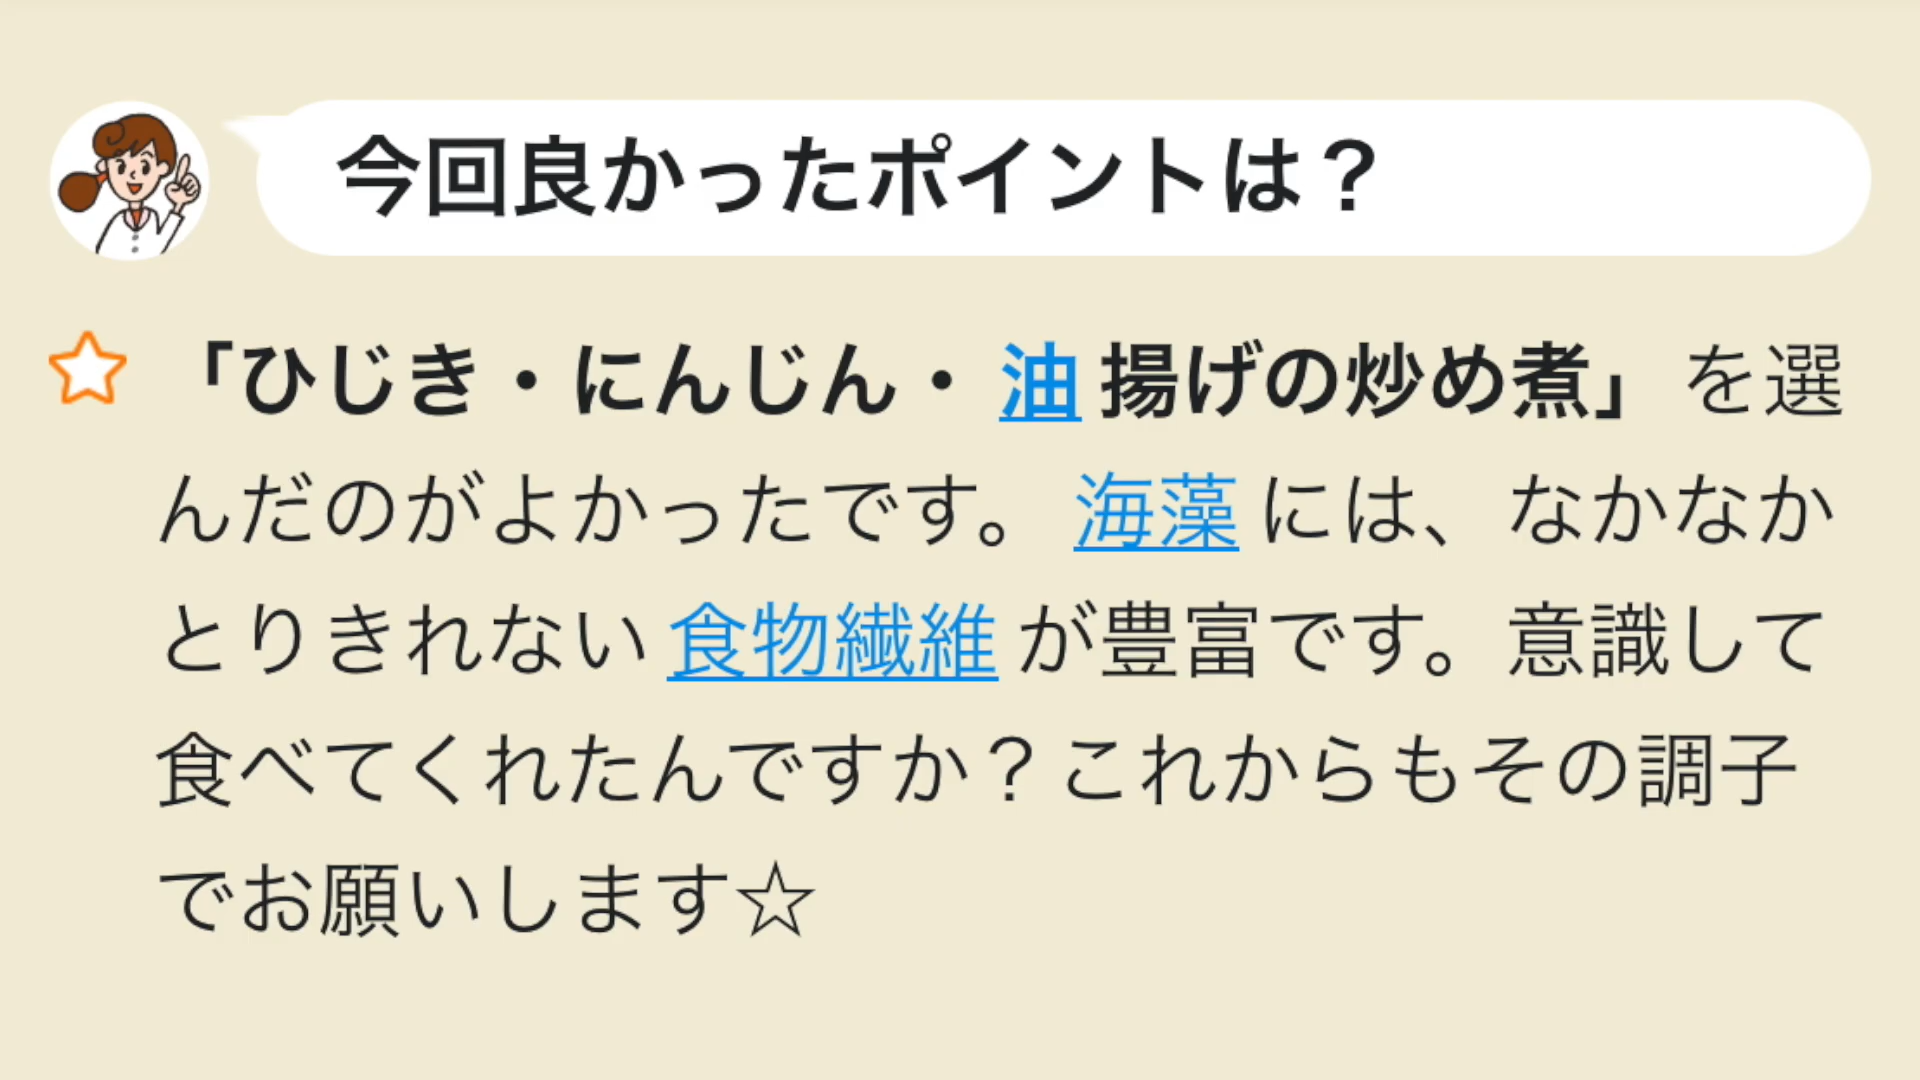 今回良かったポイントは？
「ひじき・にんじん・ 油 揚げの炒め煮」を選
んだのがよかったです。 海藻 には、なかなか
とりきれない 食物繊維 が豊富です。意識して
食べてくれたんですか？これからもその調子
でお願いします☆